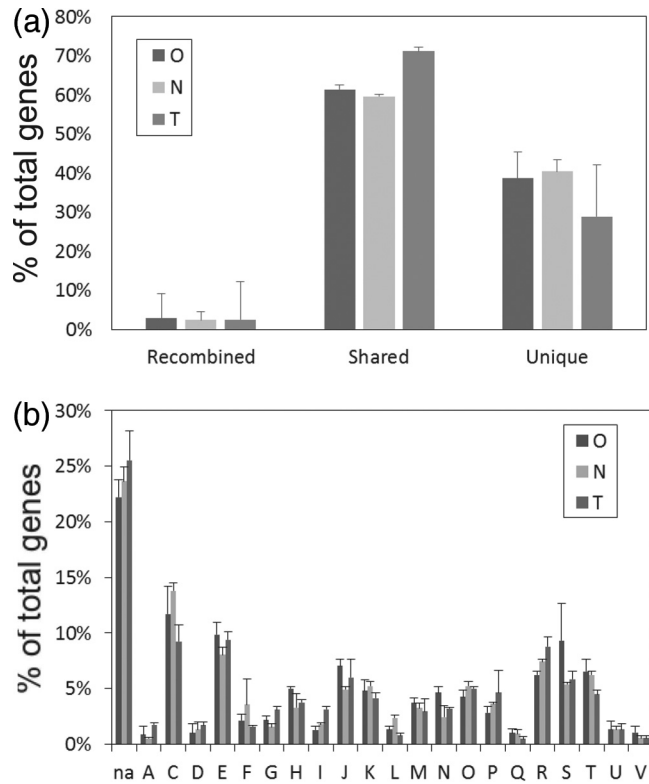 (a)
80%
70%
60%
50%
40%
30%
20%
10%
0%
% of total genes
O
N
T
Recombined Shared Unique
(b)
30%
25%
20%
15%
10%
5%
0%
% of total genes
O
N
T
na A C D E F G H I J K L M N O P Q R S T U V